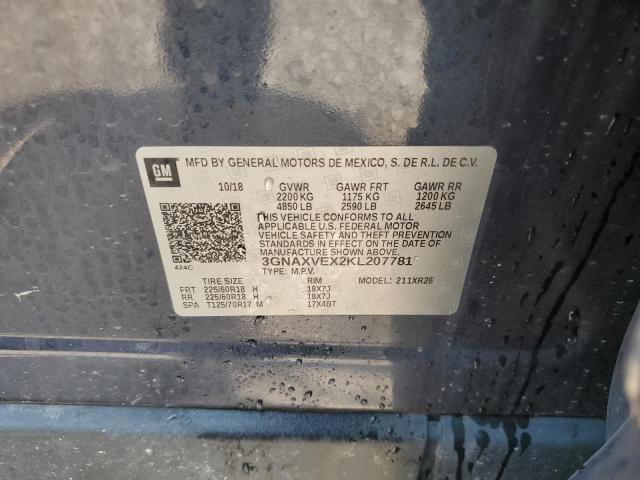 GM MFD BY GENERAL MOTORS DE MEXICO, S. DE R.L. DE C.V.
10/18 GVWR GAWR FRT GAWR RR
2200 KG 1175 KG 1200 KG
4850 LB 2590 LB 2645 LB
THIS VEHICLE CONFORMS TO ALL
APPLICABLE U.S. FEDERAL MOTOR
VEHICLE SAFETY AND THEFT PREVENTION
STANDARDS IN EFFECT ON THE DATE OF
MANUFACTURE SHOWN ABOVE.
424C 3GNAXVEX2KL207781
TYPE: M.P.V. MODEL: 211XR26
TIRE SIZE RIM
FRT 225/60R18 H 18X7J
RR 225/60R18 H 18X7J
SPA T125/70R17 M 17X4BT